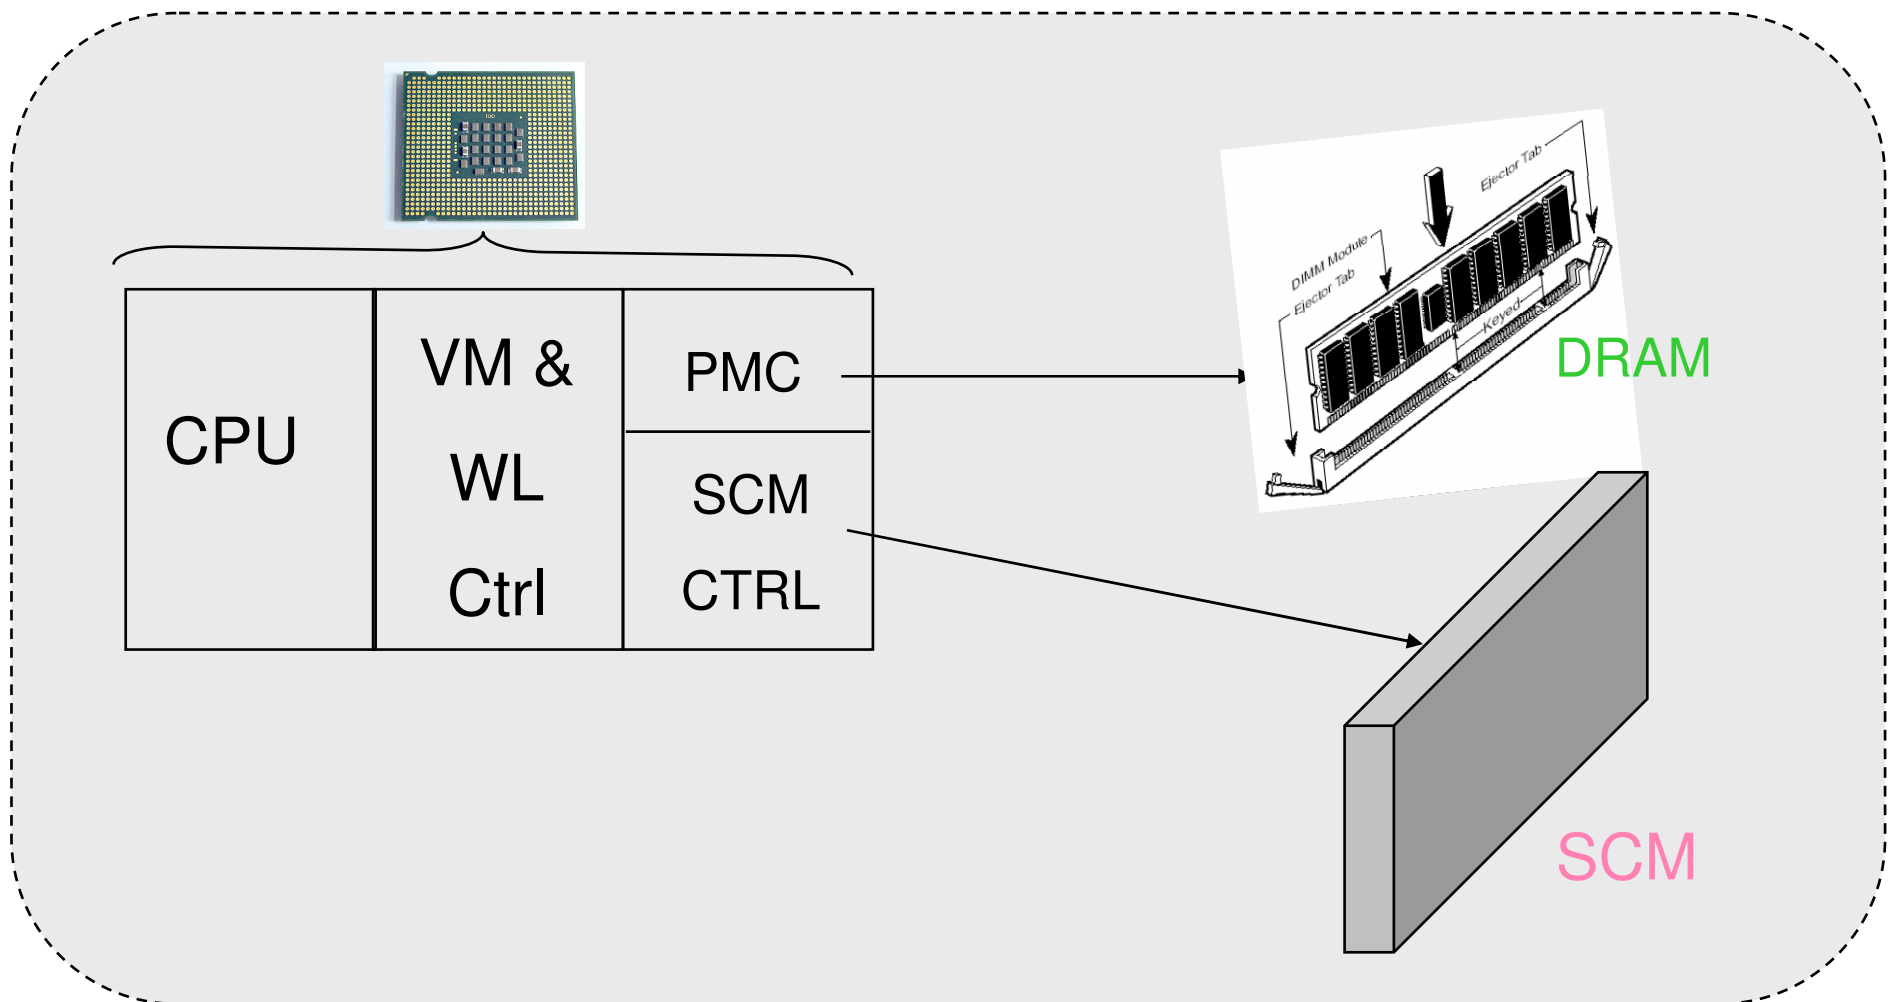 CPU
VM &
WL
Ctrl
PMC
SCM
CTRL
Ejector Tab
DIMM Module
Ejector Tab
Keyed
DRAM
SCM